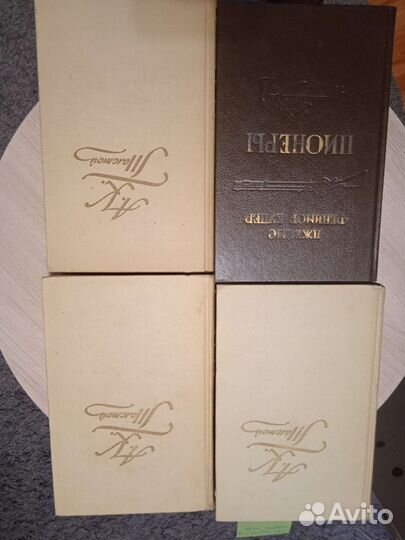 А.К.
Толстой
ДЖЕЙМС
ФЕНИМОР КУПЕР
ПИОНЕРЫ
А.К.
Толстой
А.К.
Толстой
Avito